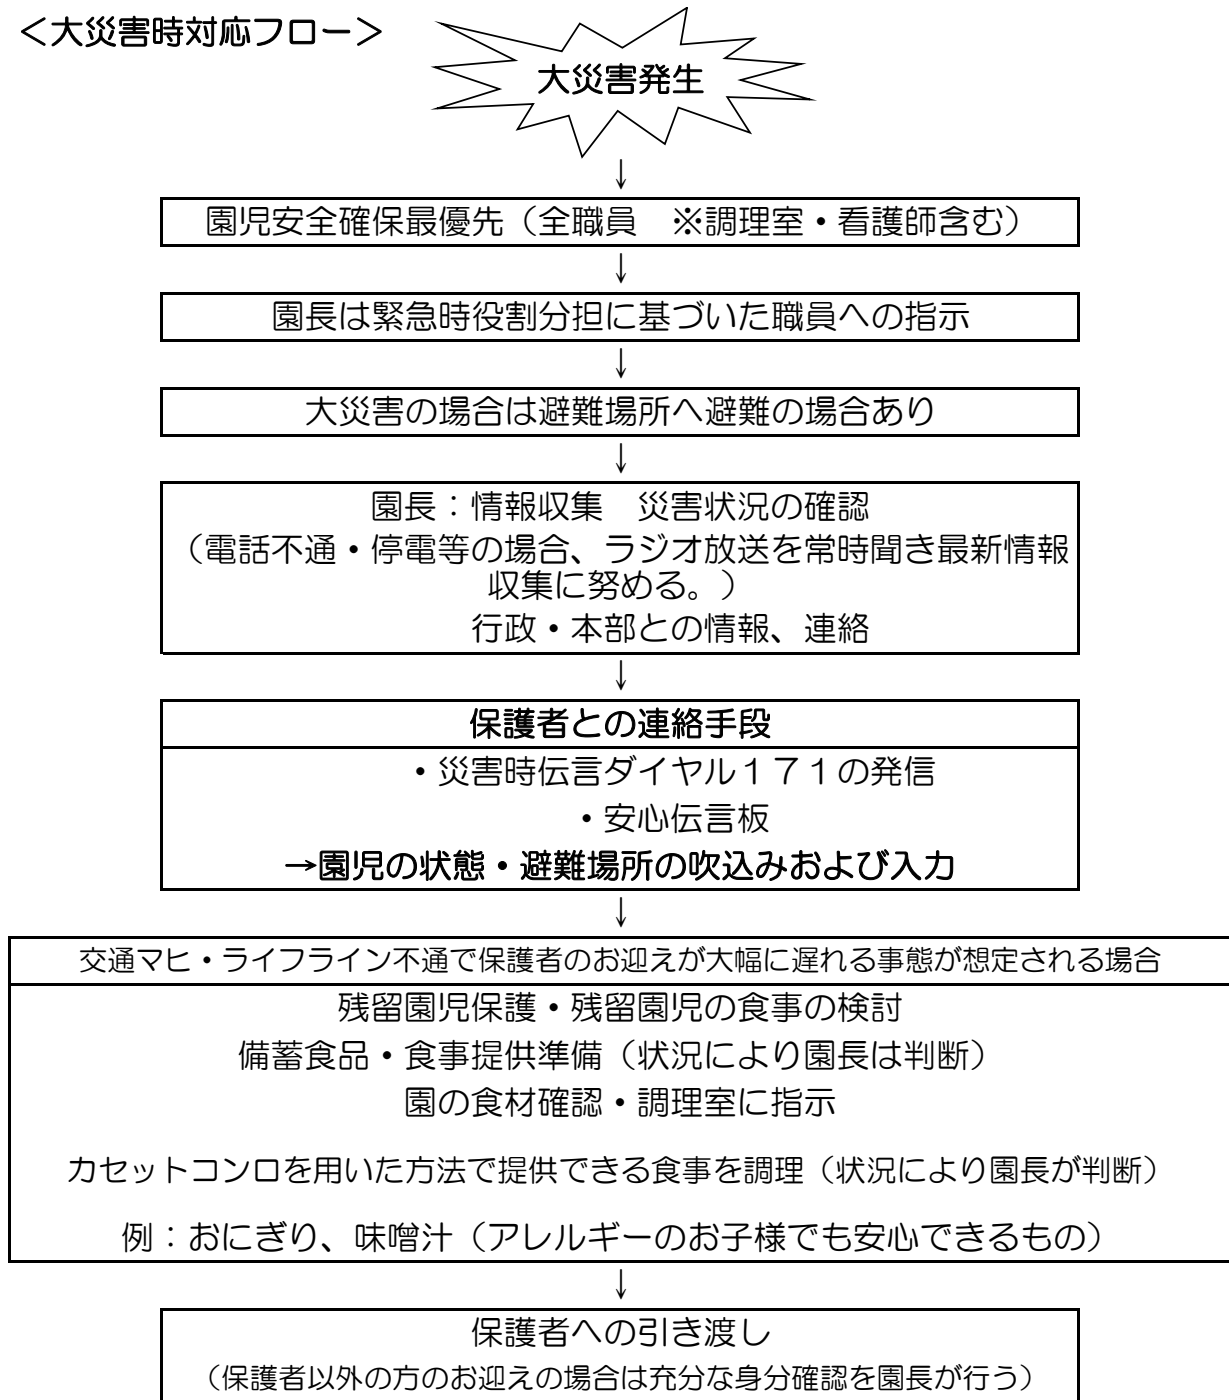 ＜大災害時対応フロー＞
大災害発生
↓
園児安全確保最優先（全職員　※調理室・看護師含む）
↓
園長は緊急時役割分担に基づいた職員への指示
↓
大災害の場合は避難場所へ避難の場合あり
↓
園長：情報収集　災害状況の確認
（電話不通・停電等の場合、ラジオ放送を常時聞き最新情報
収集に努める。）
行政・本部との情報、連絡
↓
保護者との連絡手段
・災害時伝言ダイヤル１７１の発信
・安心伝言板
→園児の状態・避難場所の吹込みおよび入力
↓
交通マヒ・ライフライン不通で保護者のお迎えが大幅に遅れる事態が想定される場合
残留園児保護・残留園児の食事の検討
備蓄食品・食事提供準備（状況により園長は判断）
園の食材確認・調理室に指示
カセットコンロを用いた方法で提供できる食事を調理（状況により園長が判断）
例：おにぎり、味噌汁（アレルギーのお子様でも安心できるもの）
↓
保護者への引き渡し
（保護者以外の方のお迎えの場合は充分な身分確認を園長が行う）